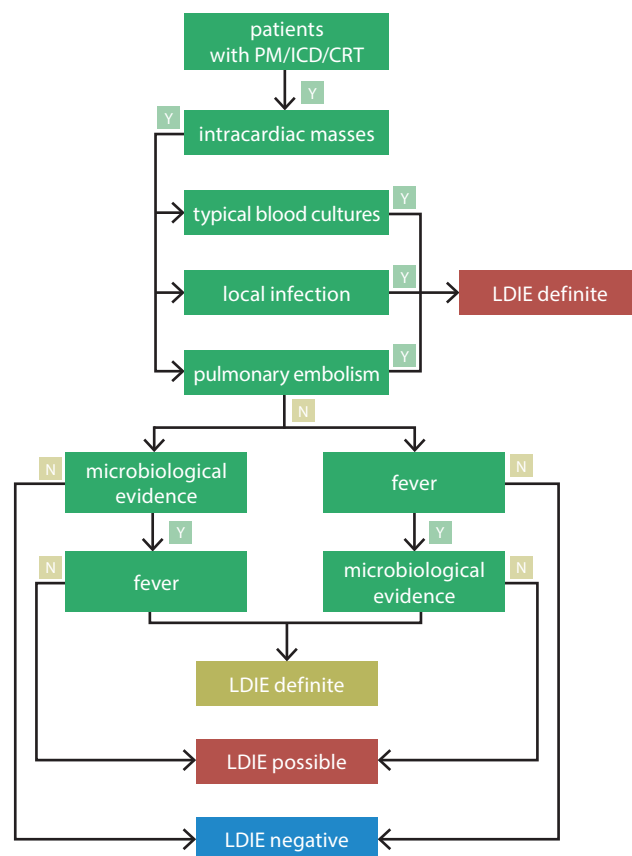 patients
with PM/ICD/CRT
Y
Y
intracardiac masses
typical blood cultures
Y
local infection
Y
LDIE definite
pulmonary embolism
Y
N
N
microbiological
evidence
fever
N
Y
Y
N
fever
microbiological
evidence
N
LDIE definite
LDIE possible
LDIE negative